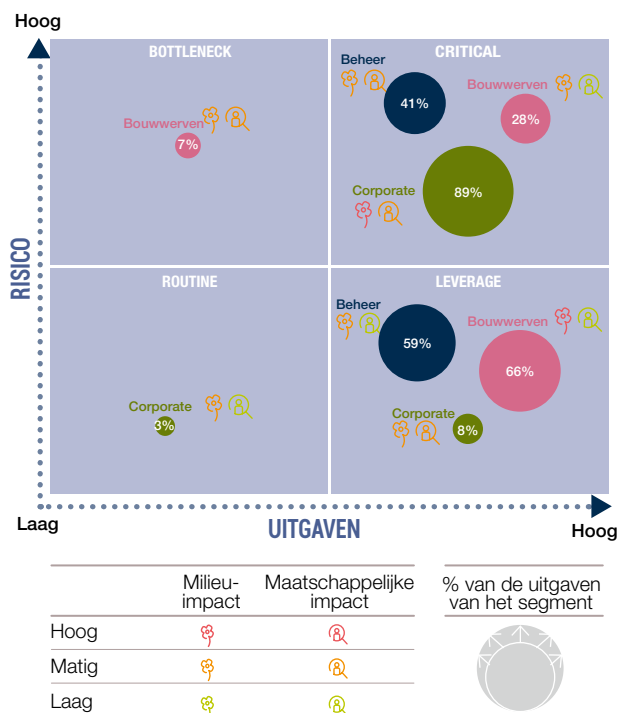 Hoog
BOTTLENECK
CRITICAL
Beheer
41%
Bouwwerven
28%
Bouwwerven
7%
Corporate
89%
RISICO
ROUTINE
LEVERAGE
Beheer
59%
Bouwwerven
66%
Corporate
3%
Corporate
8%
Laag
UITGAVEN
Hoog
Milieu-
impact
Maatschappelijke
impact
% van de uitgaven
van het segment
Hoog
Matig
Laag